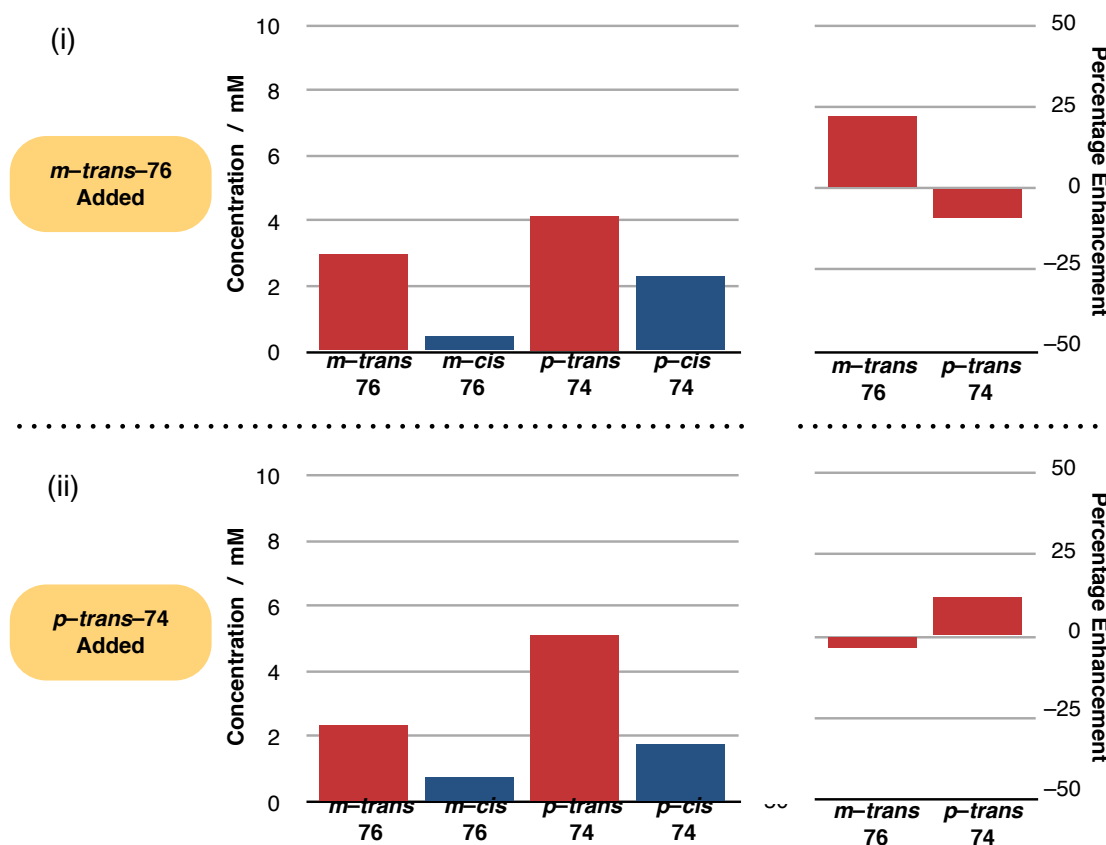 (i)
m–trans–76
Added
Concentration / mM
10
8
6
4
2
0
m–trans m–cis p–trans p–cis
76 76 74 74
Percentage Enhancement
50
25
0
–25
–50
m–trans p–trans
76 74
(ii)
p–trans–74
Added
Concentration / mM
10
8
6
4
2
0
m–trans m–cis p–trans p–cis
76 76 74 74
Percentage Enhancement
50
25
0
–25
–50
m–trans p–trans
76 74